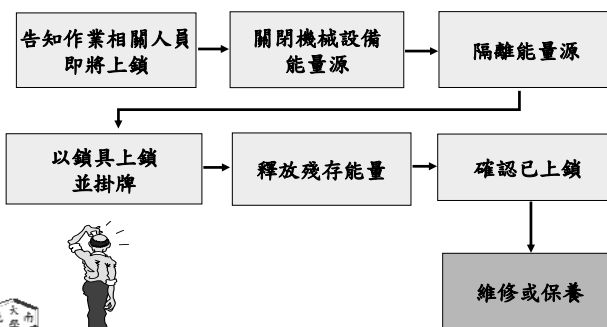 告知作業相關人員
即將上鎖
關閉機械設備
能量源
隔離能量源
以鎖具上鎖
並掛牌
釋放殘存能量
確認已上鎖
維修或保養